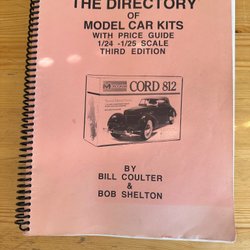 THE DIRECTORY
OF
MODEL CAR KITS
WITH PRICE GUIDE
1/24 -1/25 SCALE
THIRD EDITION
CORD 812
BY
BILL COULTER
&
BOB SHELTON